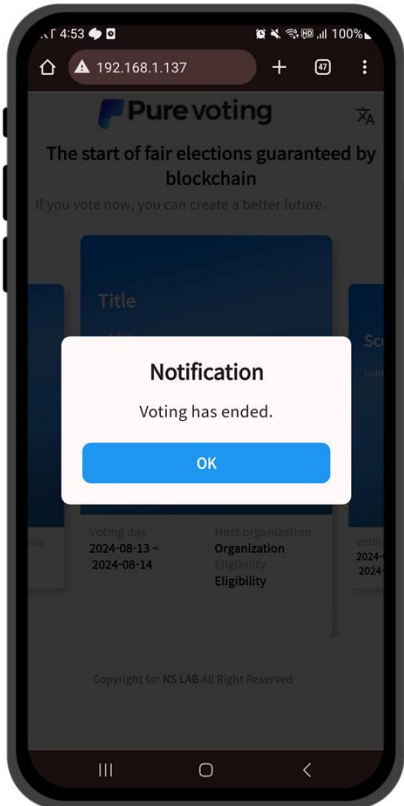 4:53
100%
192.168.1.137
47
Pure voting
The start of fair elections guaranteed by
blockchain
If you vote now, you can create a better future.
Title
Notification
Voting has ended.
OK
Voting day
Host organization
2024-08-13 ~
2024-08-14
Organization
Eligibility
Eligibility
Copyright for NS LAB All Right Reserved